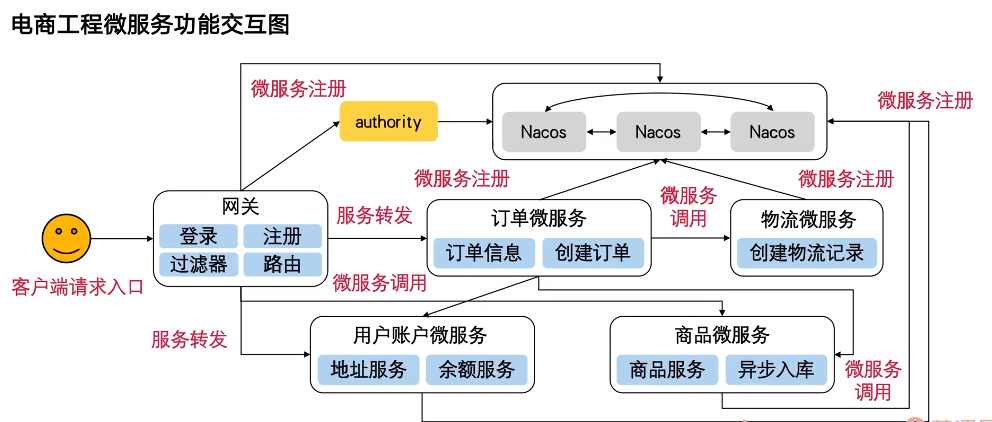 电商工程微服务功能交互图
微服务注册
微服务注册
authority
Nacos
Nacos
Nacos
微服务注册
微服务注册
网关
登录
注册
过滤器
路由
客户端请求入口
服务转发
订单微服务
订单信息
创建订单
微服务
调用
物流微服务
创建物流记录
微服务调用
服务转发
用户账户微服务
地址服务
余额服务
商品微服务
商品服务
异步入库
微服务
调用